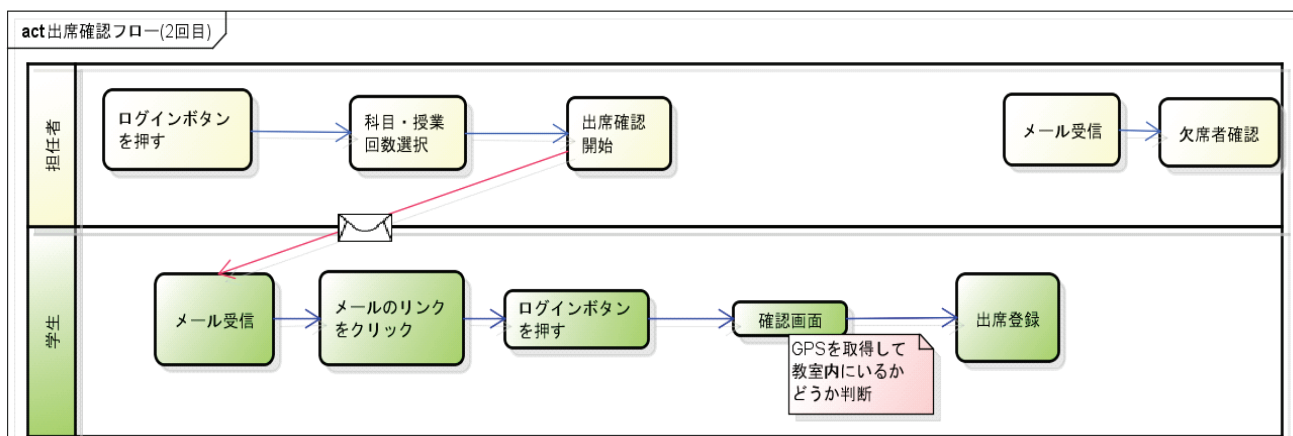 act 出席確認フロー(2回目)
担任者
ログインボタン
を押す
科目・授業
回数選択
出席確認
開始
メール受信
欠席者確認
学生
メール受信
メールのリンク
をクリック
ログインボタン
を押す
確認画面
GPSを取得して
教室内にいるか
どうか判断
出席登録